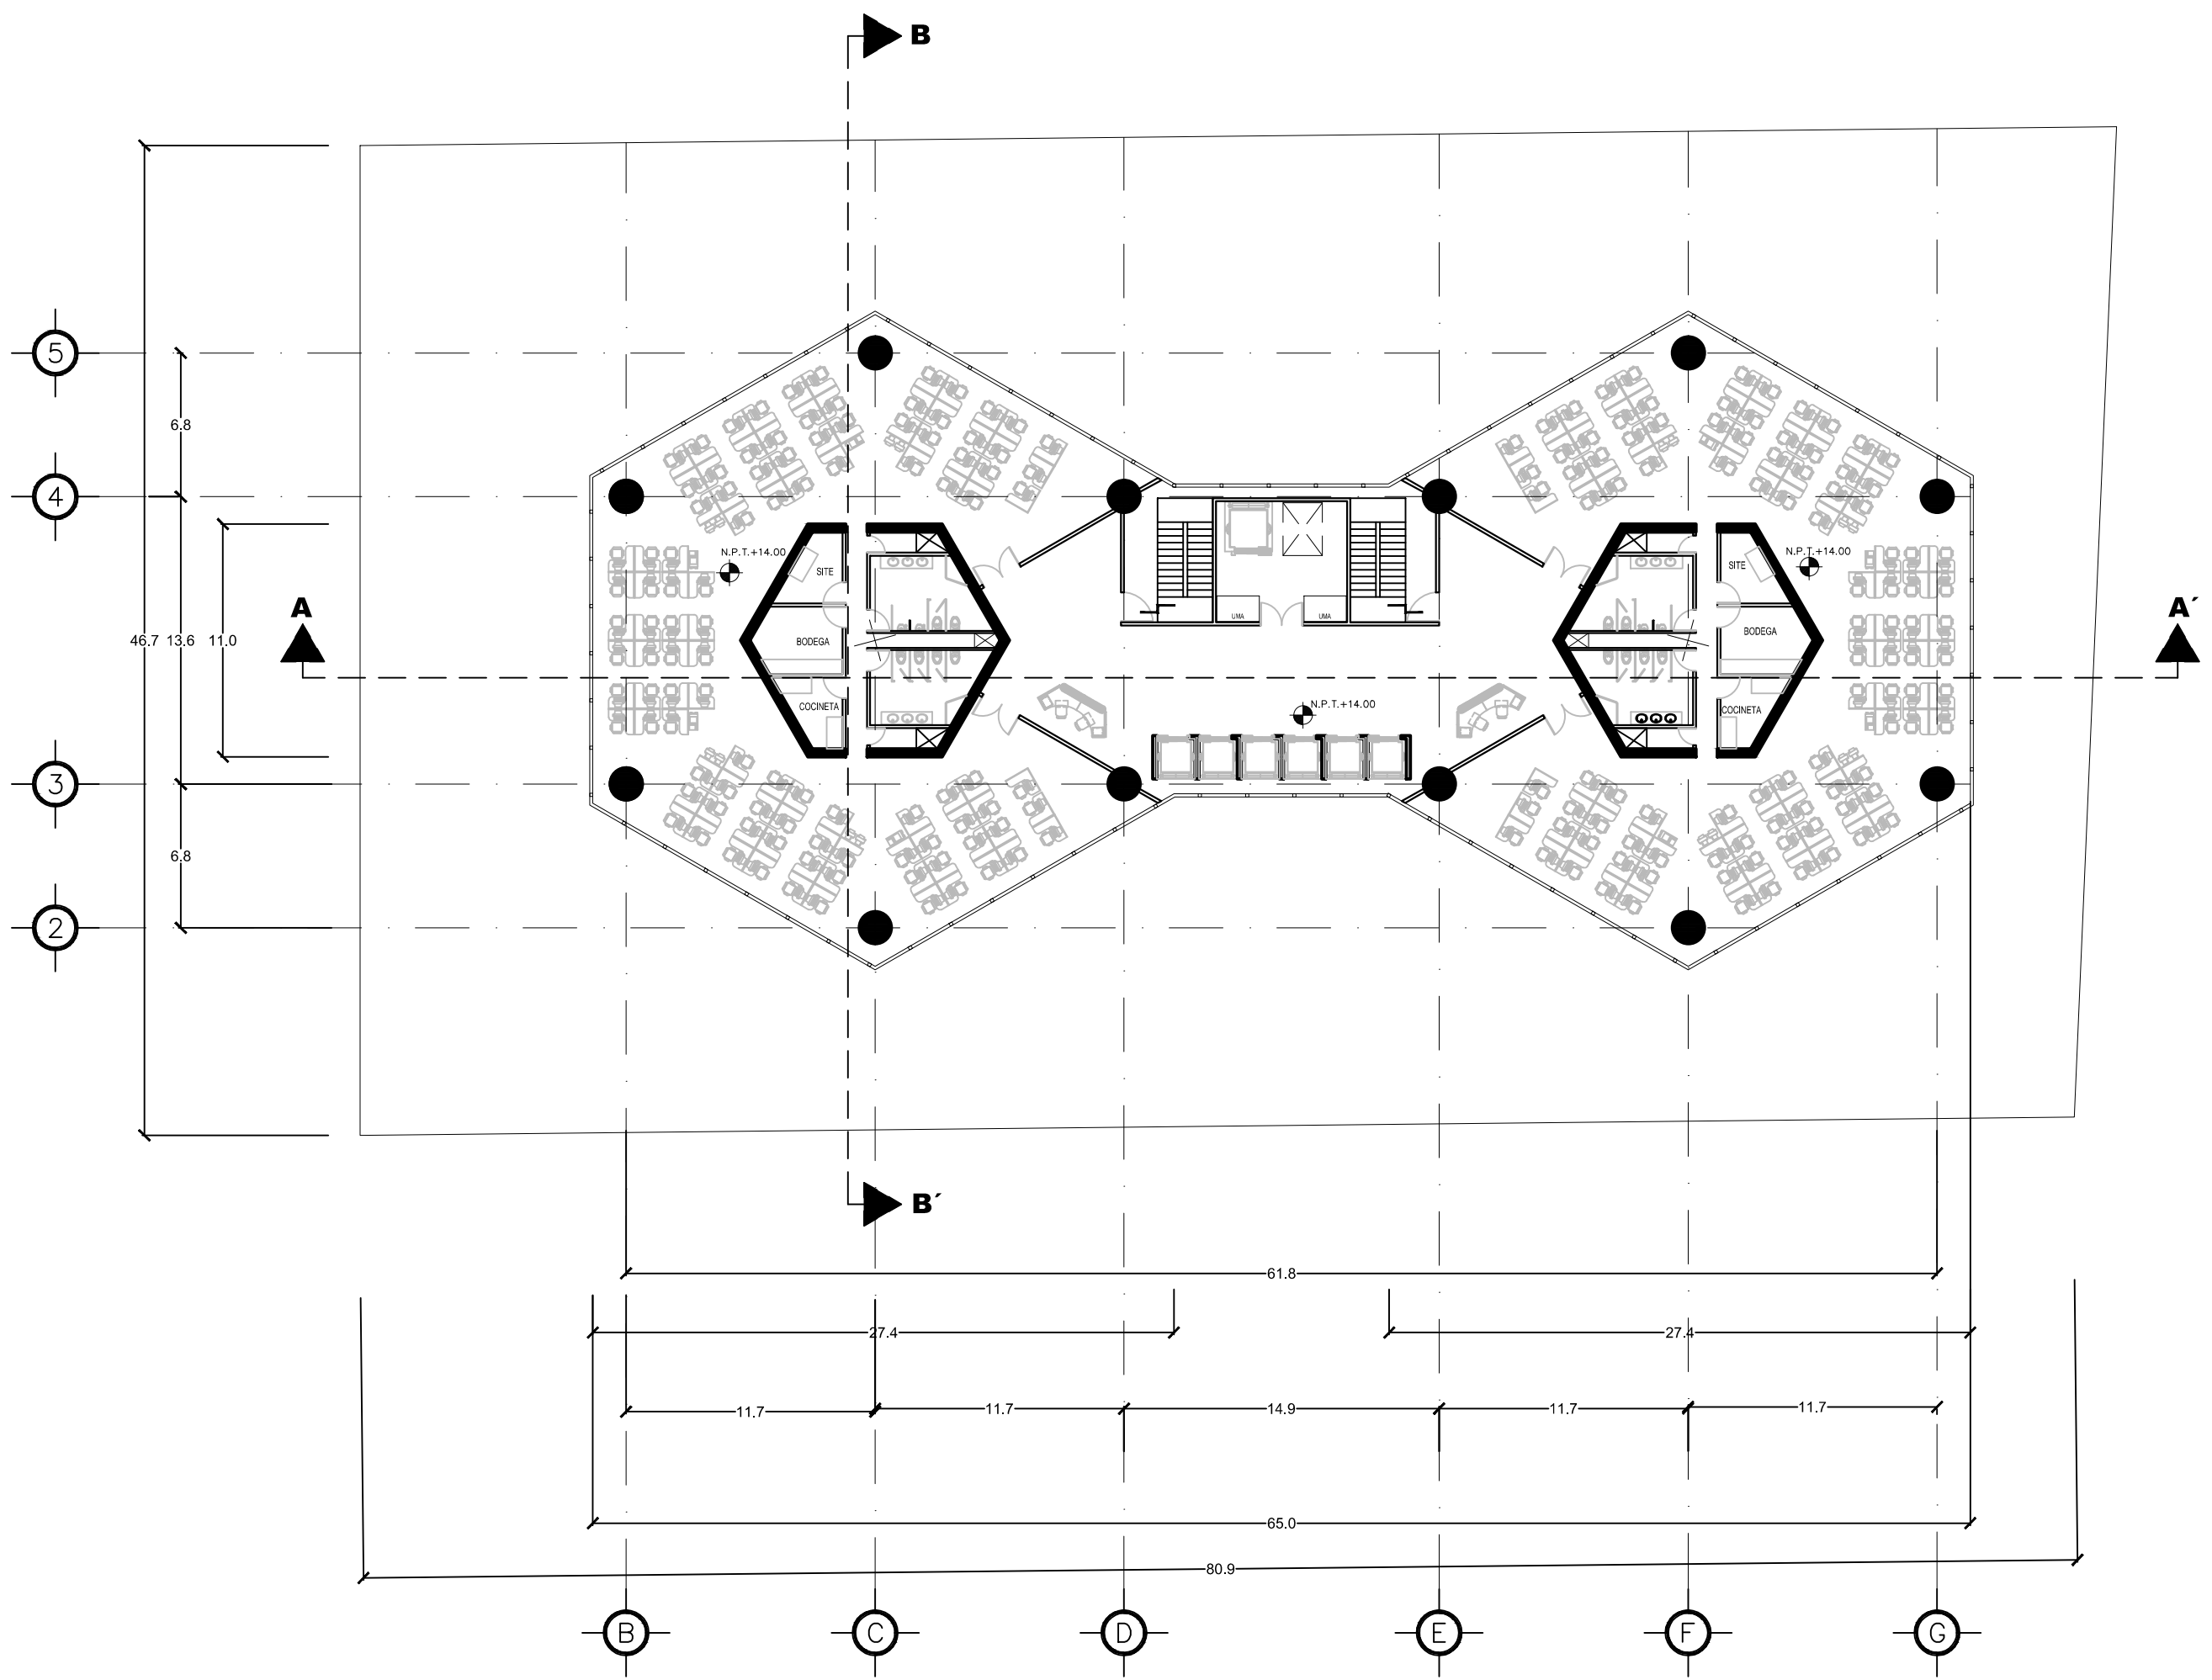 B
5
6.8
4
N.P.T.+14.00
N.P.T.+14.00
SITE
SITE
A
A´
UMA
UMA
46.7
13.6
11.0
BODEGA
BODEGA
N.P.T.+14.00
COCINETA
COCINETA
3
6.8
2
B´
61.8
27.4
27.4
11.7
11.7
14.9
11.7
11.7
65.0
80.9
B
C
D
E
F
G